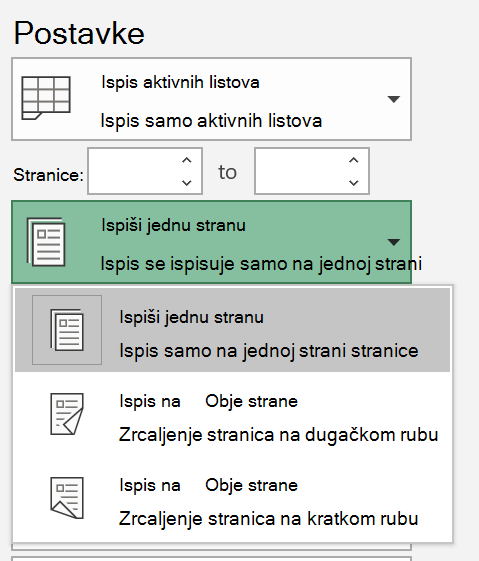 Postavke
Ispis aktivnih listova
Ispis samo aktivnih listova
Stranice: to
Ispiši jednu stranu
Ispis se ispisuje samo na jednoj strani
Ispiši jednu stranu
Ispis samo na jednoj strani stranice
Ispis na Obje strane
Zrcaljenje stranica na dugačkom rubu
Ispis na Obje strane
Zrcaljenje stranica na kratkom rubu